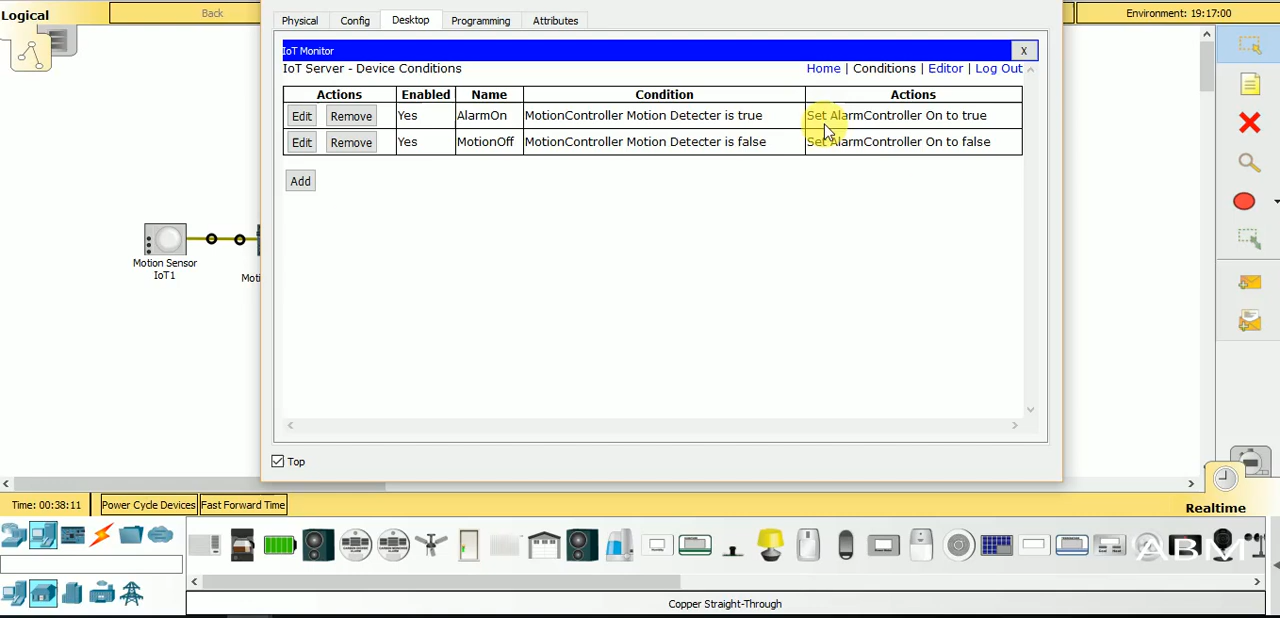 Logical
Back
Environment: 19:17:00
Physical Config Desktop Programming Attributes
IoT Monitor
X
IoT Server - Device Conditions
Home | Conditions | Editor | Log Out
Actions Enabled Name Condition Actions
Edit Remove Yes AlarmOn MotionController Motion Detecter is true Set AlarmController On to true
Edit Remove Yes MotionOff MotionController Motion Detecter is false Set AlarmController On to false
Add
Motion Sensor
IoT1
Moti
Top
Time: 00:38:11 Power Cycle Devices Fast Forward Time
Realtime
ABM
Copper Straight-Through